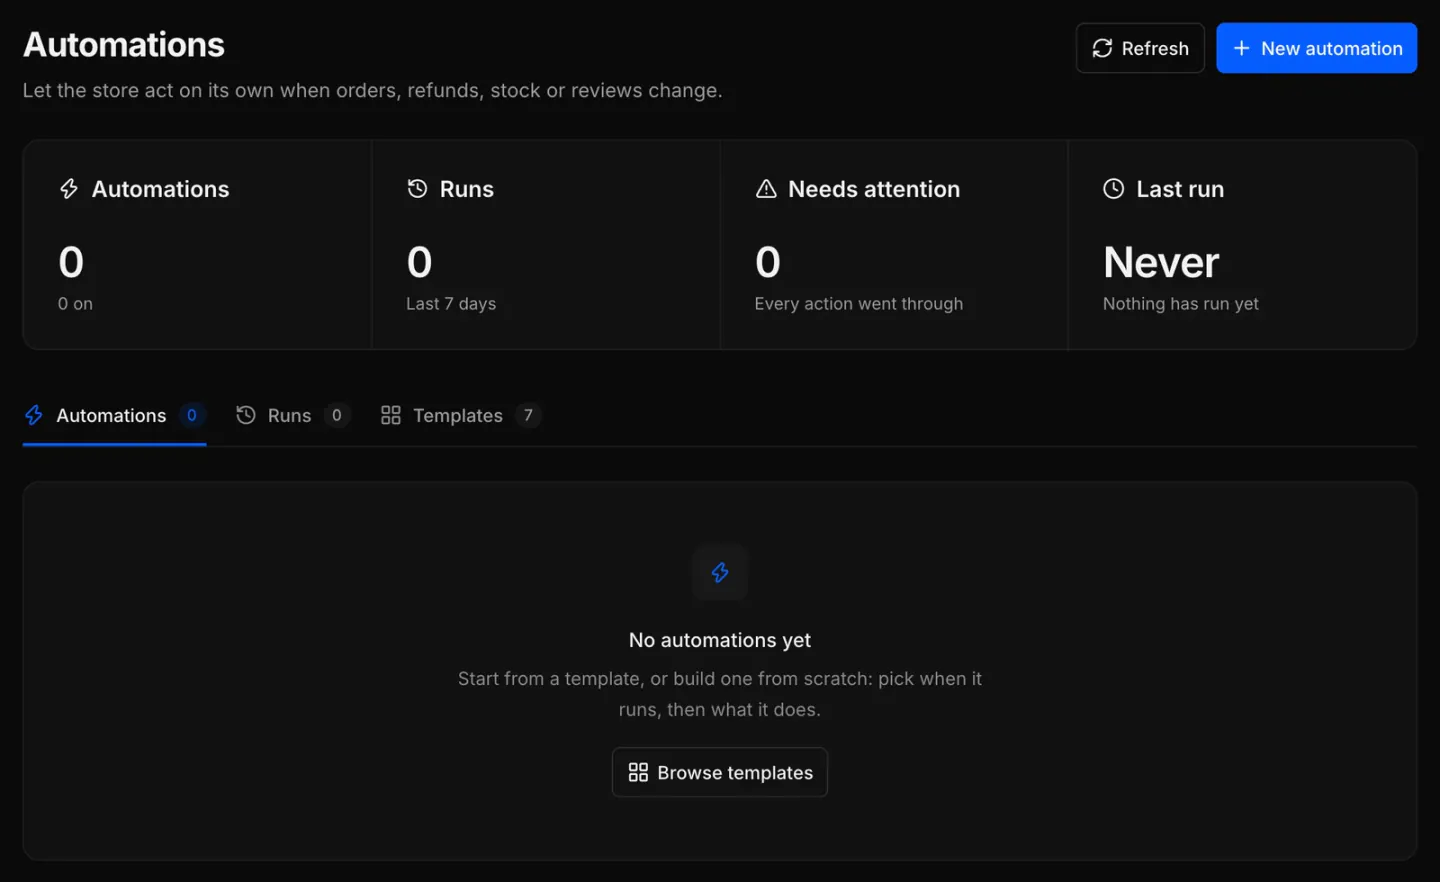 Automations
Refresh
New automation
Let the store act on its own when orders, refunds, stock or reviews change.
Automations
Runs
Needs attention
Last run
0
0
0
Never
0 on
Last 7 days
Every action went through
Nothing has run yet
Automations 0
Runs 0
Templates 7
No automations yet
Start from a template, or build one from scratch: pick when it
runs, then what it does.
Browse templates